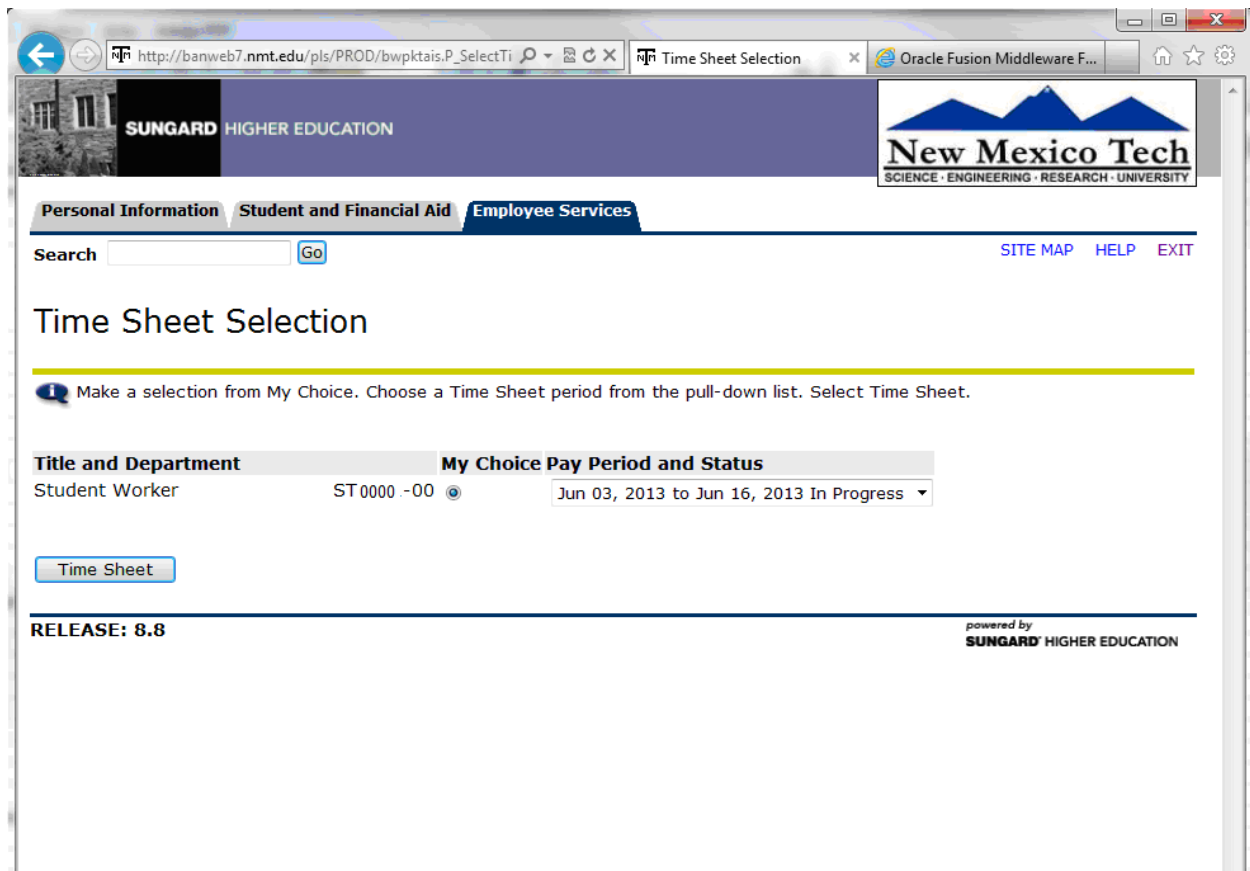 http://banweb7.nmt.edu/pls/PROD/bwpktais.P_SelectTi
Time Sheet Selection
Oracle Fusion Middleware F...
SUNGARD HIGHER EDUCATION
New Mexico Tech
SCIENCE · ENGINEERING · RESEARCH · UNIVERSITY
Personal Information Student and Financial Aid Employee Services
Search Go SITE MAP HELP EXIT
Time Sheet Selection
Make a selection from My Choice. Choose a Time Sheet period from the pull-down list. Select Time Sheet.
Title and Department My Choice Pay Period and Status
Student Worker ST0000 -00 Jun 03, 2013 to Jun 16, 2013 In Progress
Time Sheet
RELEASE: 8.8
powered by
SUNGARD HIGHER EDUCATION